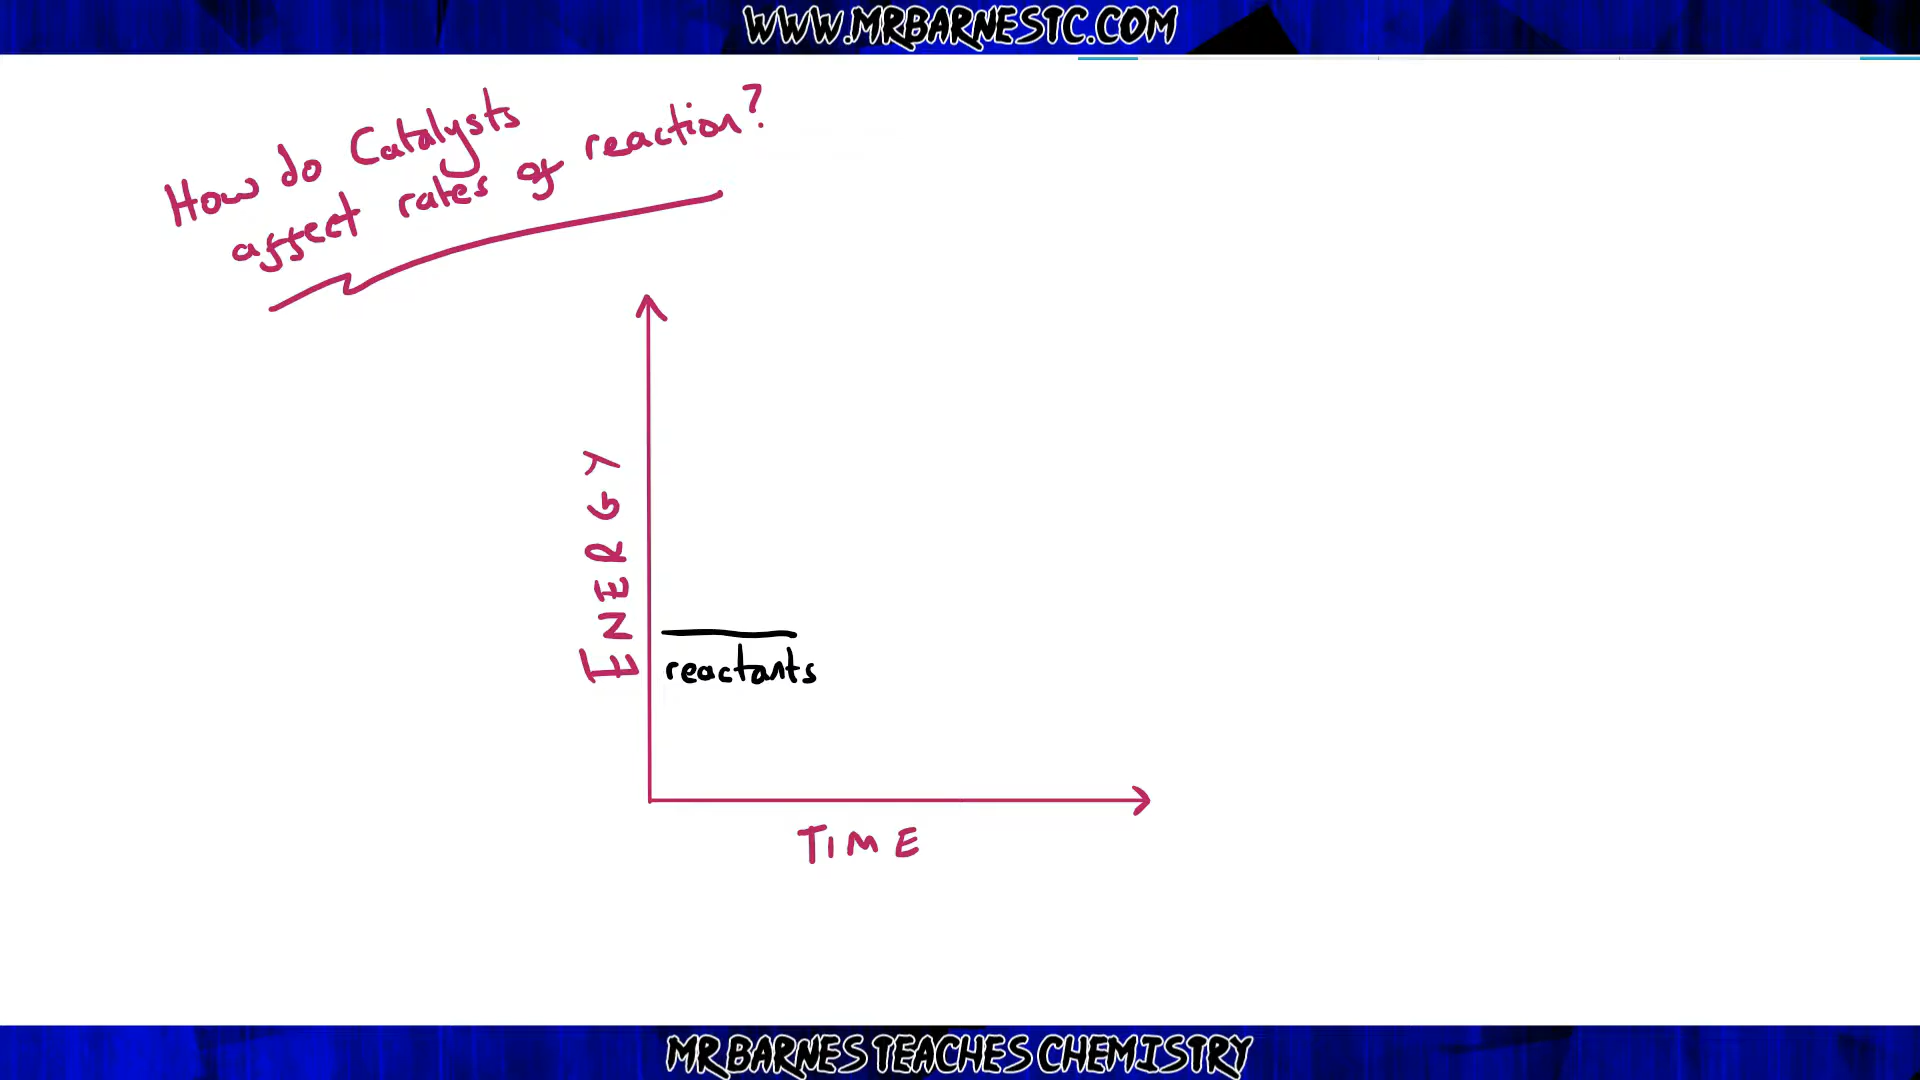 WWW.MRBARNESTC.COM
How do Catalysts
affect rates of reaction?
ENERGY
reactants
TIME
MR BARNES TEACHES CHEMISTRY